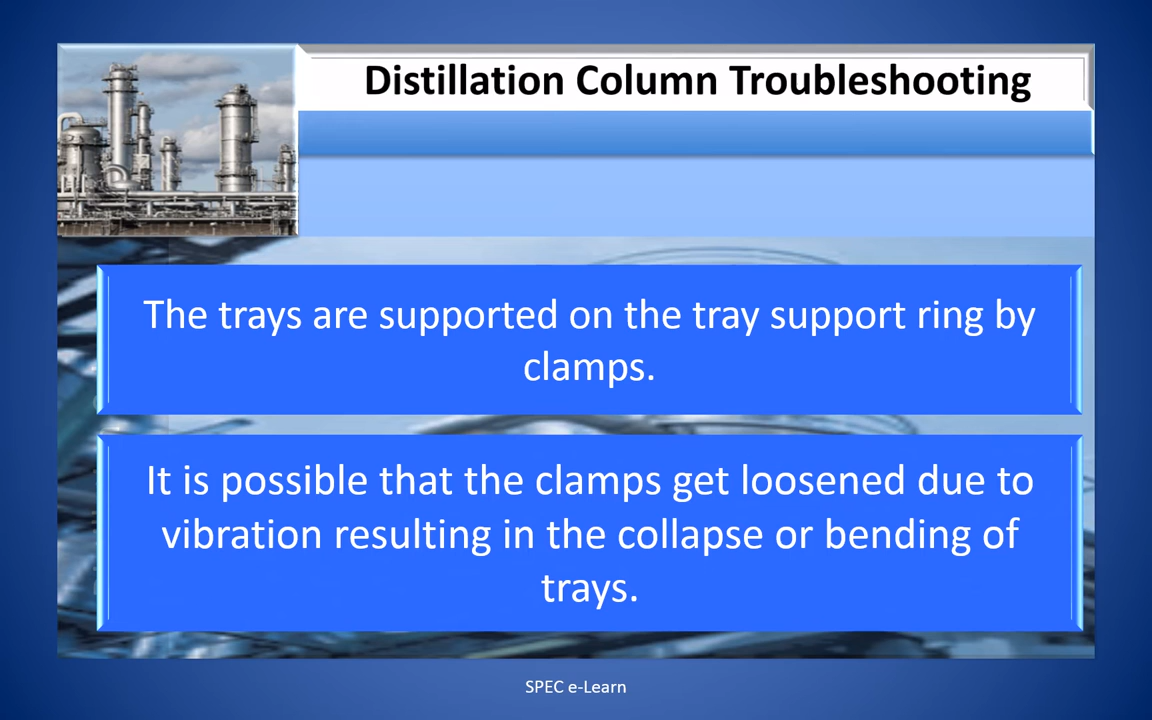 Distillation Column Troubleshooting
The trays are supported on the tray support ring by
clamps.
It is possible that the clamps get loosened due to
vibration resulting in the collapse or bending of
trays.
SPEC e-Learn